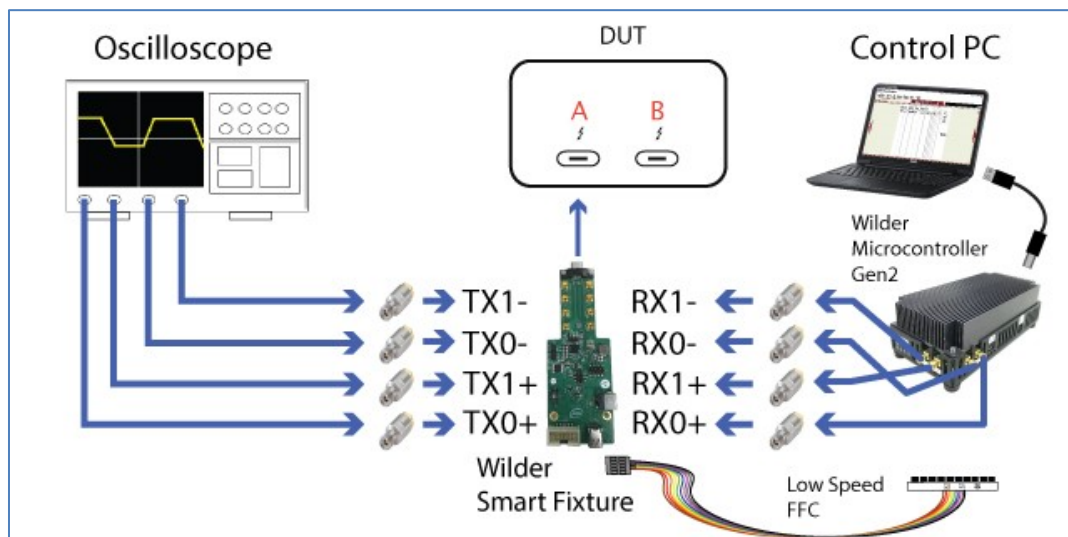 Oscilloscope
DUT
Control PC
A
B
Wilder
Microcontroller
Gen2
TX1-
RX1-
TX0-
RX0-
TX1+
RX1+
TX0+
RX0+
Wilder
Smart Fixture
Low Speed
FFC